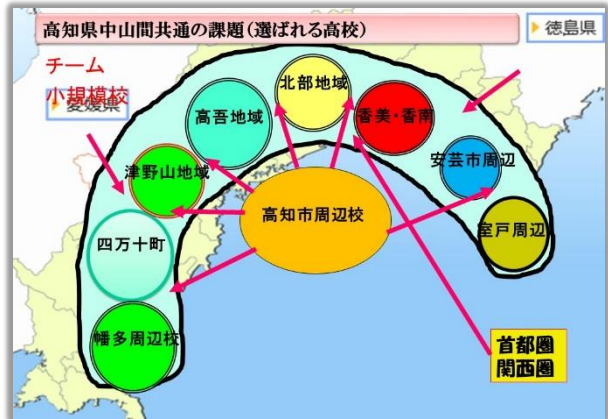 高知県中山間共通の課題(選ばれる高校)
徳島県
チーム
小規模校
愛媛県
北部地域
高吾地域
香美・香南
安芸市周辺
津野山地域
高知市周辺校
室戸周辺
四万十町
幡多周辺校
首都圏
関西圏